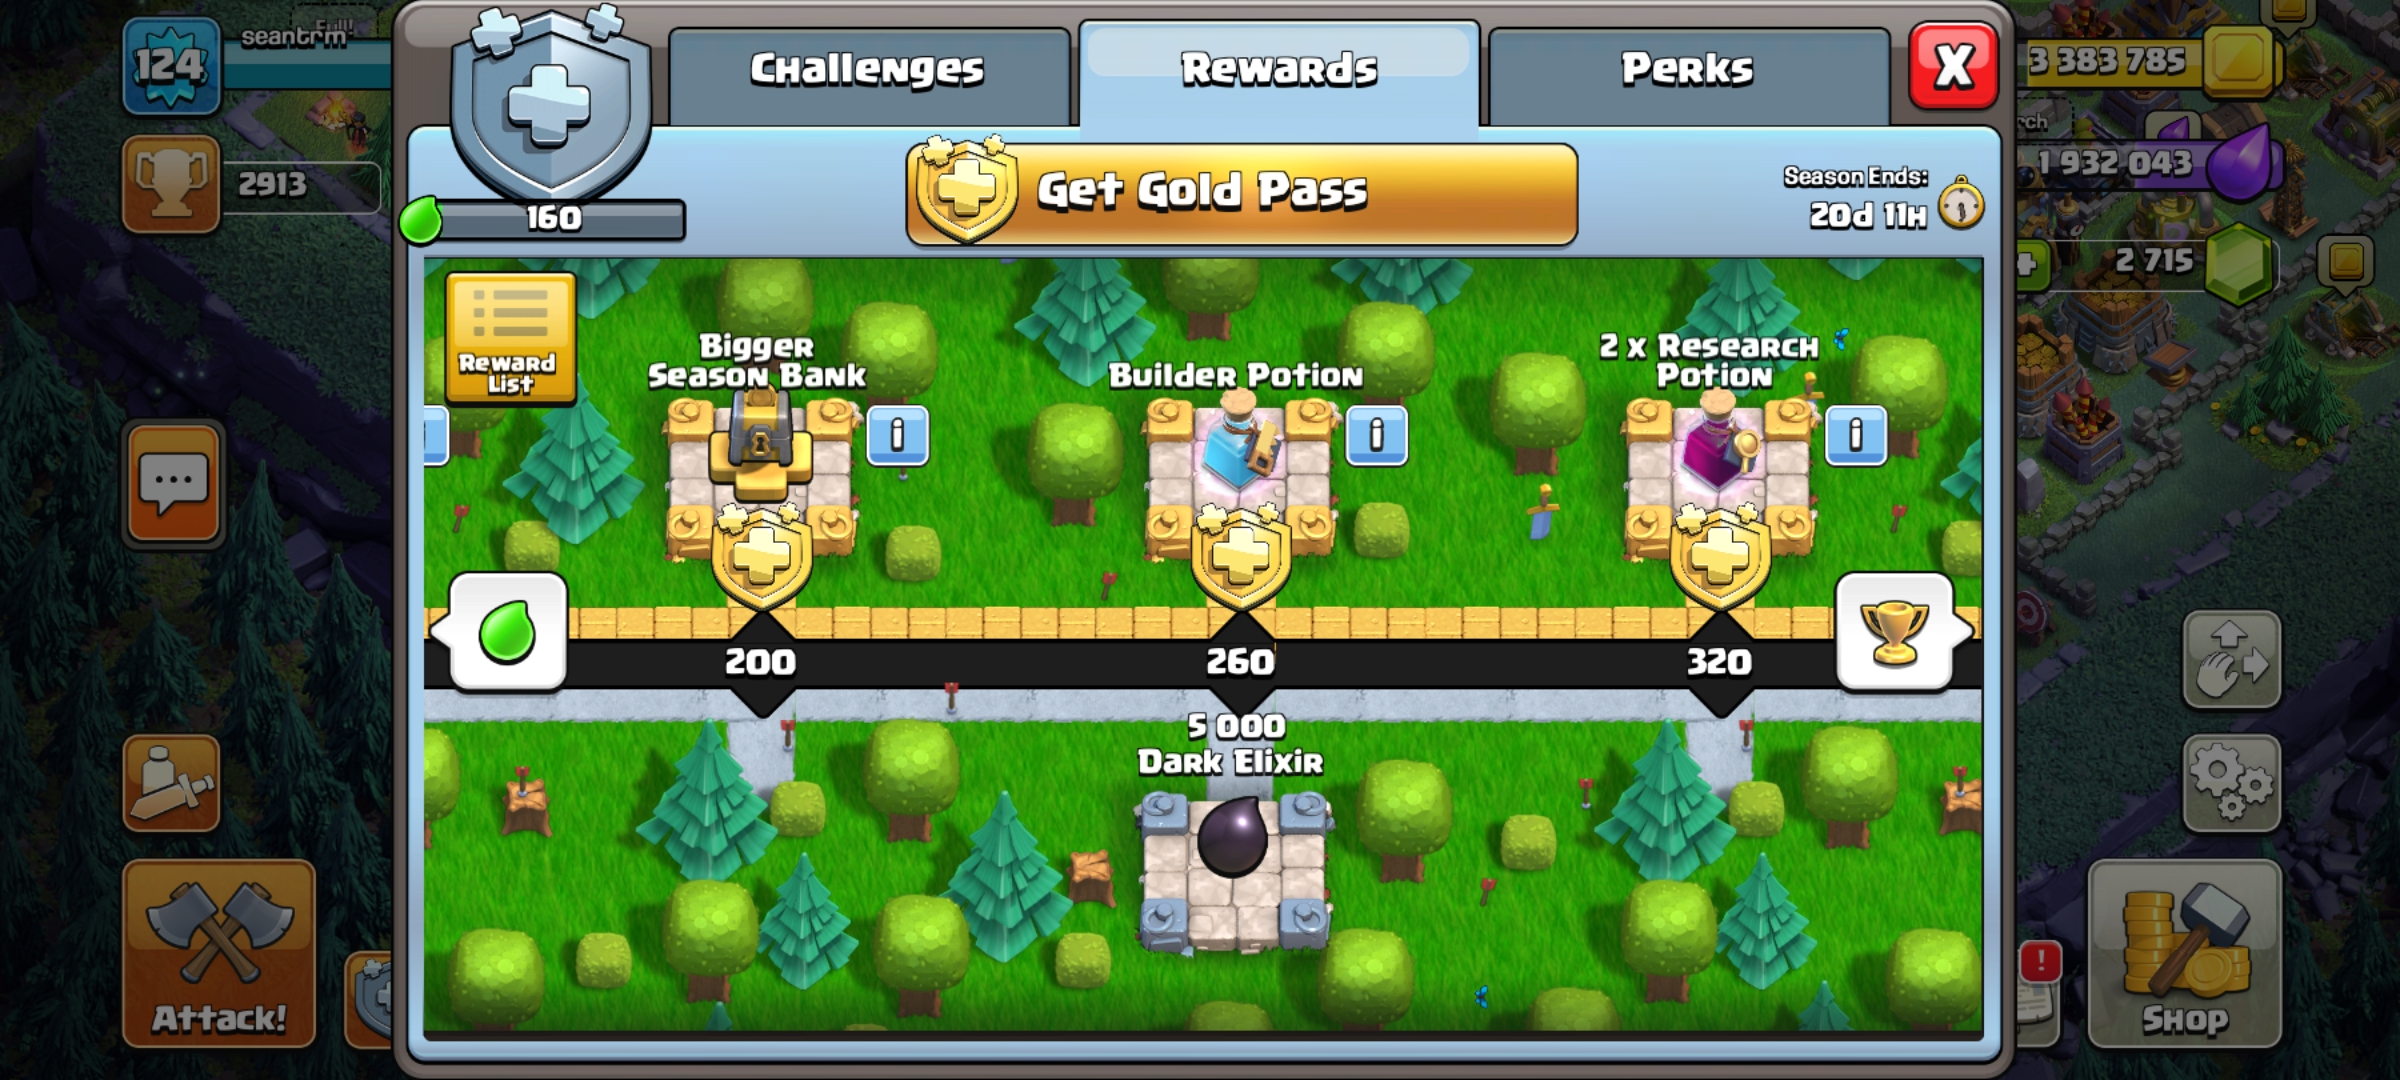 124
seantrm
Full!
2913
Challenges
Rewards
Perks
X
3 383 785
1 932 043
2 715
160
Get Gold Pass
Season Ends:
20d 11h
Reward
List
Bigger
Season Bank
i
Builder Potion
i
2 x Research
Potion
i
200
260
320
5 000
Dark Elixir
Attack!
!
Shop